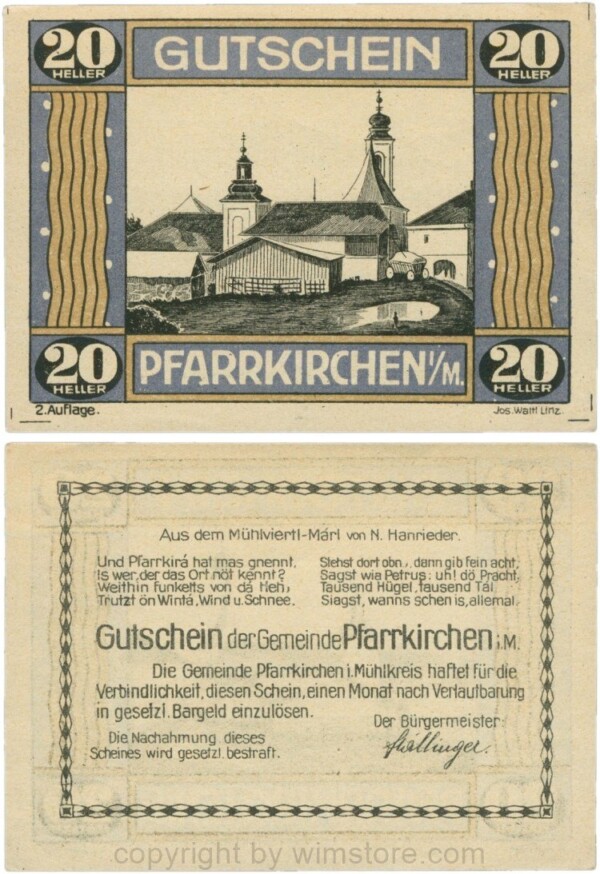 20 HELLER
GUTSCHEIN
20 HELLER
20 HELLER
PFARRKIRCHEN I/M.
20 HELLER
2. Auflage.
Jos. Waltl Linz.
Aus dem Mühlviertl-Märl von N. Hanrieder.
Und Pfarrkirá hat mas gnennt,
Is wer, der das Ort nöt kennt?
Weithin funkelts von dá Heh,
Trutzt ön Wintá, Wind u. Schnee.
Stehst dort obn, dann gib fein acht,
Sagst wia Petrus: uh! dö Pracht,
Tausend Hügel, tausend Tál
Siagst, wanns schen is, allemal.
Gutschein der Gemeinde Pfarrkirchen i.M.
Die Gemeinde Pfarrkirchen i. Mühlkreis haftet für die
Verbindlichkeit, diesen Schein, einen Monat nach Verlautbarung
in gesetzl. Bargeld einzulösen.
Der Bürgermeister:
Die Nachahmung dieses
Scheines wird gesetzl. bestraft.
copyright by wimstore.com